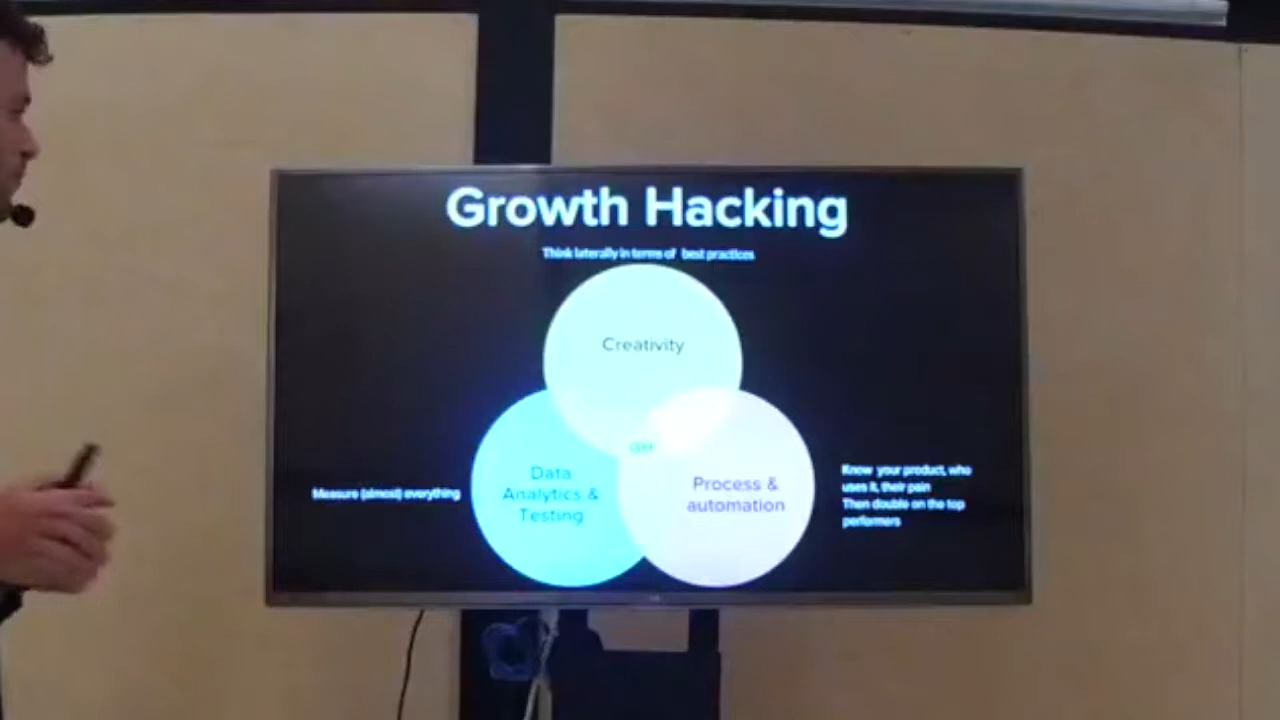 Growth Hacking
Think laterally in terms of best practices
Creativity
GH
Data
Analytics &
Testing
Process &
automation
Measure (almost) everything
Know your product, who
uses it, their pain
Then double on the top
performers